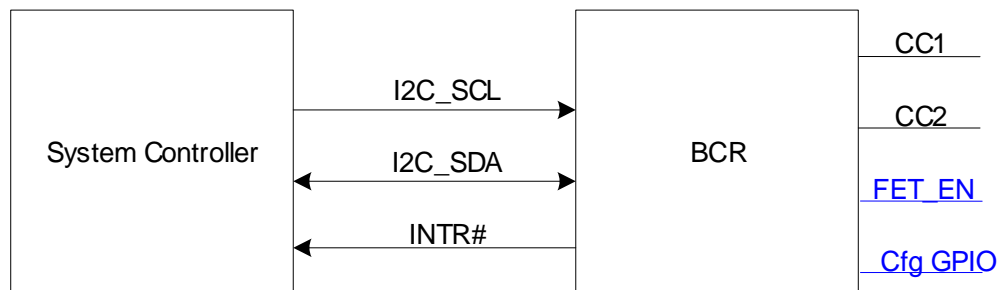 CC1
I2C_SCL
CC2
System Controller
I2C_SDA
BCR
FET_EN
INTR#
Cfg GPIO